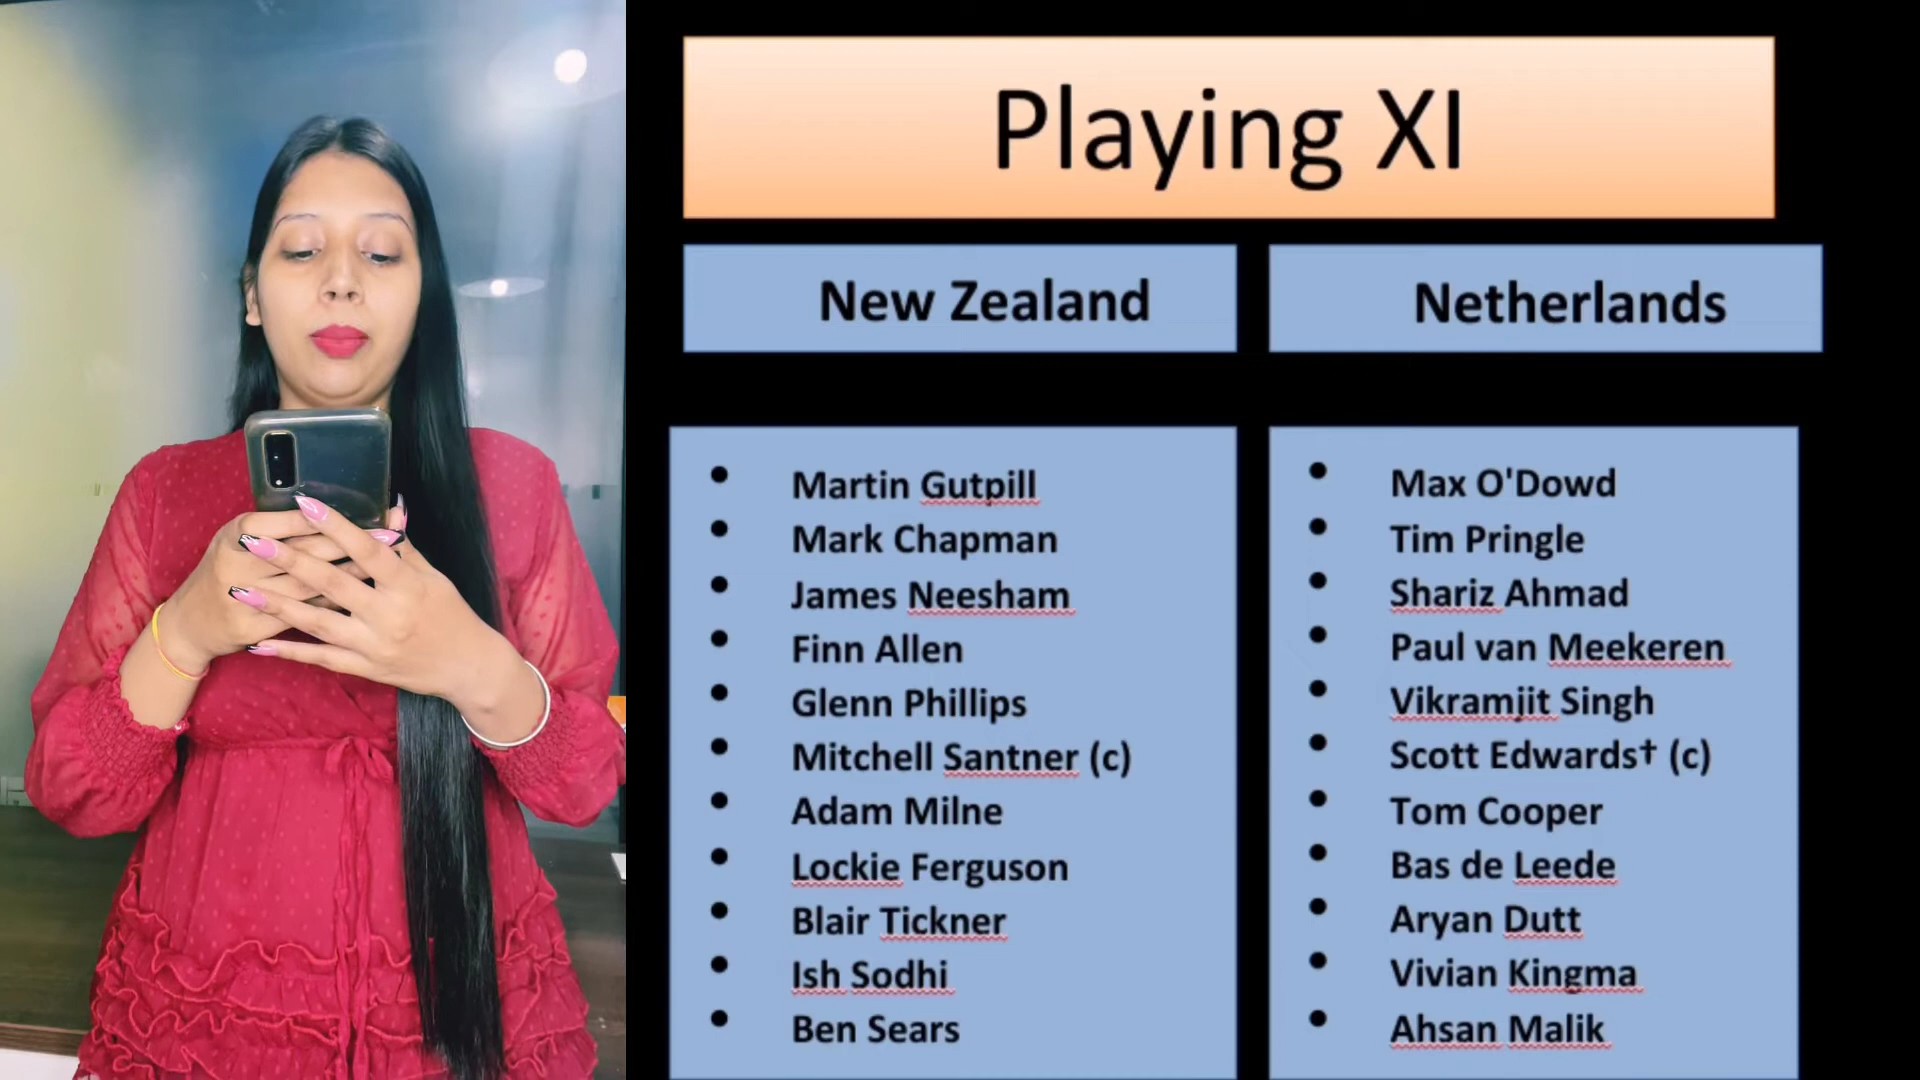 Playing XI
New Zealand
Netherlands
• Martin Gutpill
• Mark Chapman
• James Neesham
• Finn Allen
• Glenn Phillips
• Mitchell Santner (c)
• Adam Milne
• Lockie Ferguson
• Blair Tickner
• Ish Sodhi
• Ben Sears
• Max O'Dowd
• Tim Pringle
• Shariz Ahmad
• Paul van Meekeren
• Vikramjit Singh
• Scott Edwards† (c)
• Tom Cooper
• Bas de Leede
• Aryan Dutt
• Vivian Kingma
• Ahsan Malik